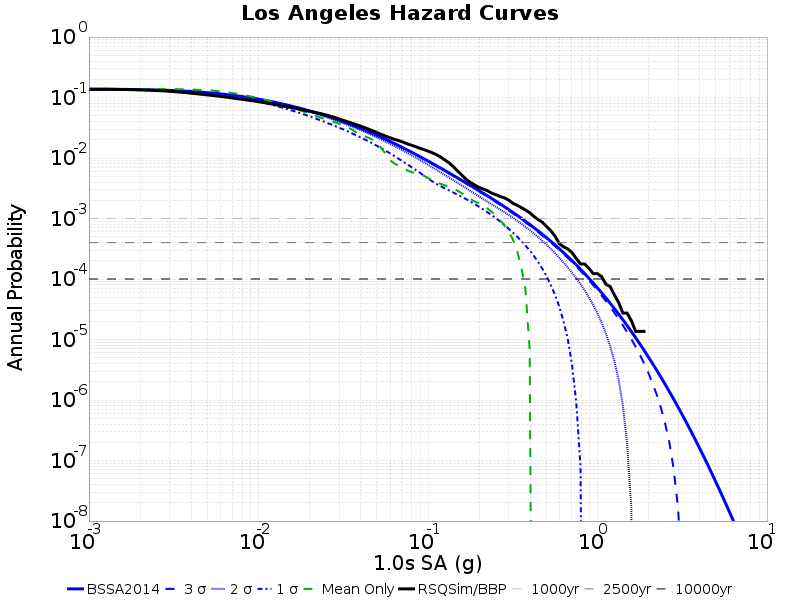 Los Angeles Hazard Curves
10^0
10^-1
10^-2
10^-3
10^-4
10^-5
10^-6
10^-7
10^-8
Annual Probability
10^-3 10^-2 10^-1 10^0 10^1
1.0s SA (g)
BSSA2014 3 σ 2 σ 1 σ Mean Only RSQSim/BBP 1000yr 2500yr 10000yr